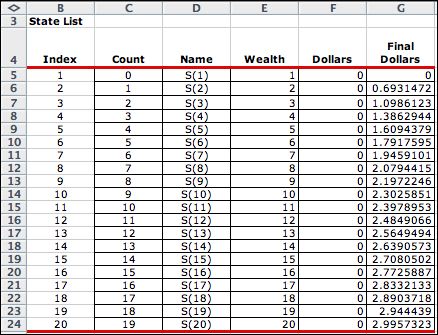 B C D E F G
3 State List
Final
4 Index Count Name Wealth Dollars Dollars
5 1 0 S(1) 1 0 0
6 2 1 S(2) 2 0 0.6931472
7 3 2 S(3) 3 0 1.0986123
8 4 3 S(4) 4 0 1.3862944
9 5 4 S(5) 5 0 1.6094379
10 6 5 S(6) 6 0 1.7917595
11 7 6 S(7) 7 0 1.9459101
12 8 7 S(8) 8 0 2.0794415
13 9 8 S(9) 9 0 2.1972246
14 10 9 S(10) 10 0 2.3025851
15 11 10 S(11) 11 0 2.3978953
16 12 11 S(12) 12 0 2.4849066
17 13 12 S(13) 13 0 2.5649494
18 14 13 S(14) 14 0 2.6390573
19 15 14 S(15) 15 0 2.7080502
20 16 15 S(16) 16 0 2.7725887
21 17 16 S(17) 17 0 2.8332133
22 18 17 S(18) 18 0 2.8903718
23 19 18 S(19) 19 0 2.944439
24 20 19 S(20) 20 0 2.9957323